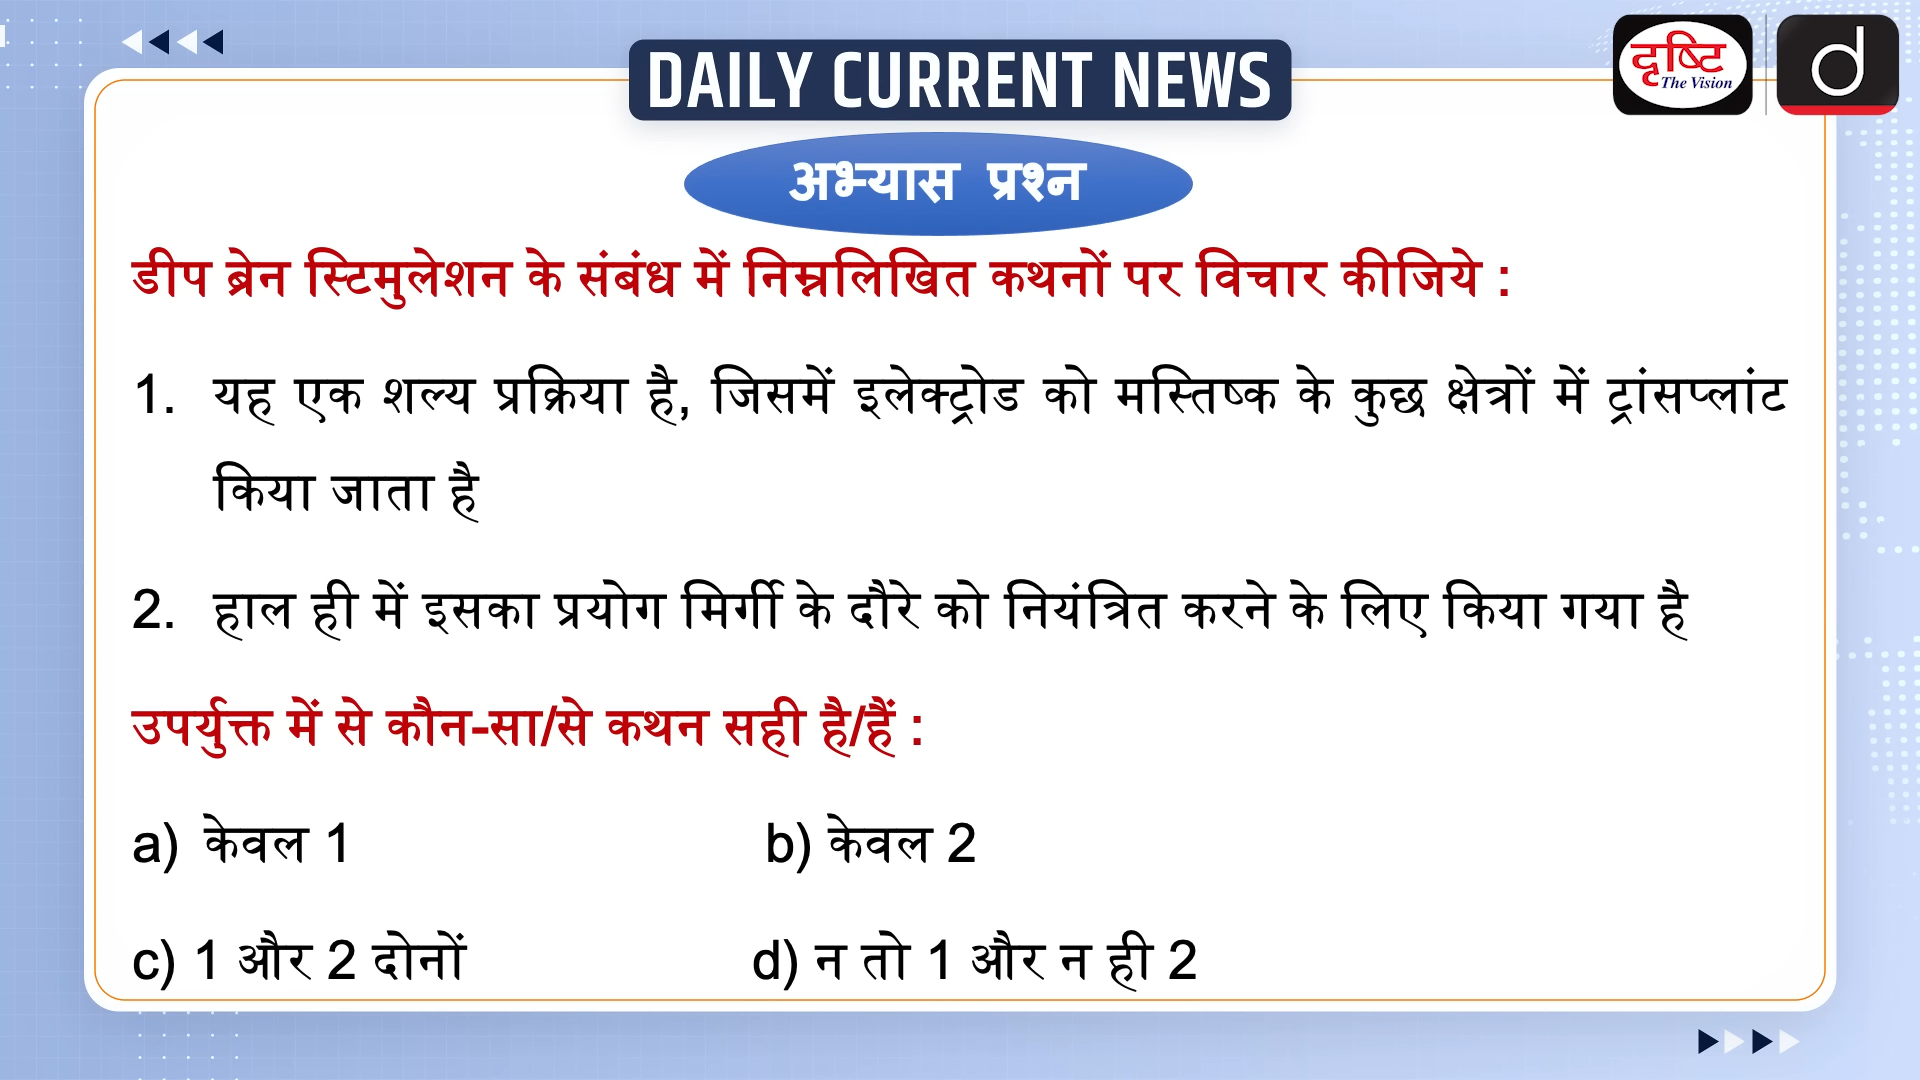 DAILY CURRENT NEWS
दृष्टि
The Vision
d
अभ्यास प्रश्न
डीप ब्रेन स्टिमुलेशन के संबंध में निम्नलिखित कथनों पर विचार कीजिये :
1. यह एक शल्य प्रक्रिया है, जिसमें इलेक्ट्रोड को मस्तिष्क के कुछ क्षेत्रों में ट्रांसप्लांट
किया जाता है
2. हाल ही में इसका प्रयोग मिर्गी के दौरे को नियंत्रित करने के लिए किया गया है
उपर्युक्त में से कौन-सा/से कथन सही है/हैं :
a) केवल 1 b) केवल 2
c) 1 और 2 दोनों d) न तो 1 और न ही 2